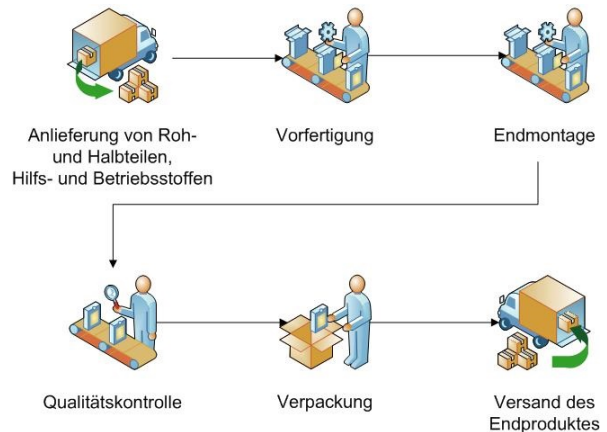 Anlieferung von Roh-
und Halbteilen,
Hilfs- und Betriebsstoffen
Vorfertigung
Endmontage
Qualitätskontrolle
Verpackung
Versand des
Endproduktes